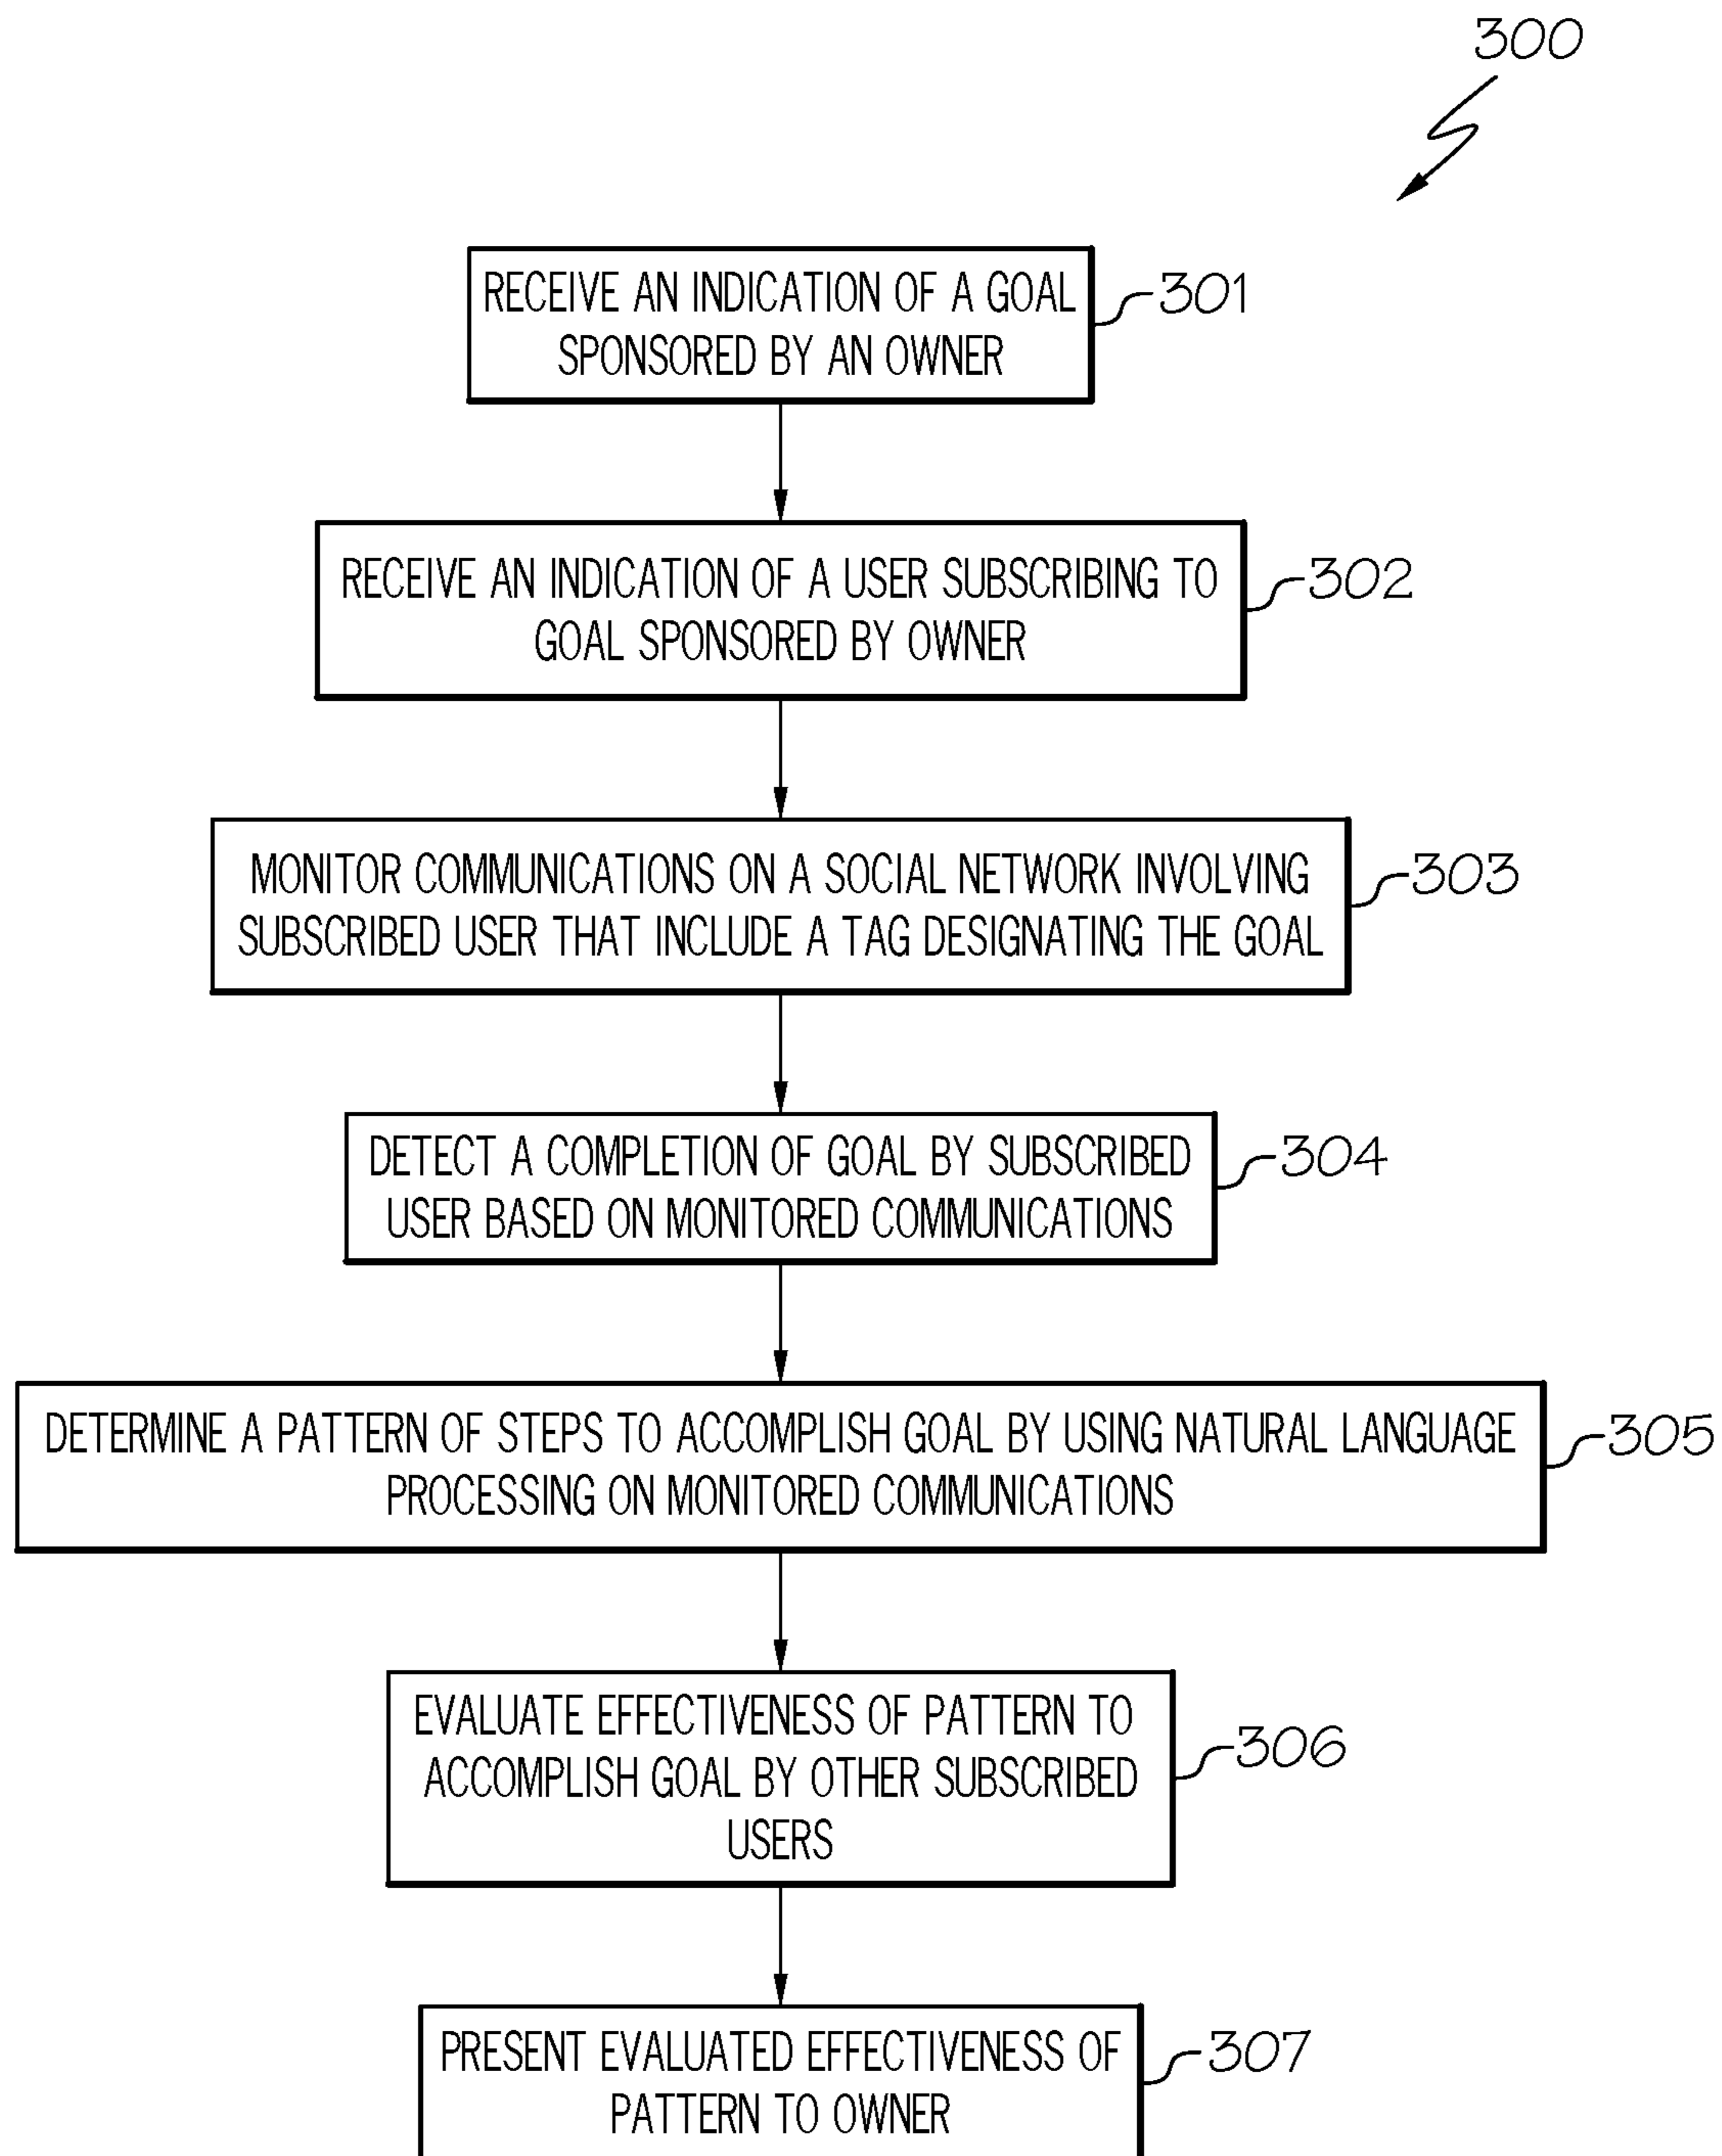 300
RECEIVE AN INDICATION OF A GOAL
SPONSORED BY AN OWNER
301
RECEIVE AN INDICATION OF A USER SUBSCRIBING TO
GOAL SPONSORED BY OWNER
302
MONITOR COMMUNICATIONS ON A SOCIAL NETWORK INVOLVING
SUBSCRIBED USER THAT INCLUDE A TAG DESIGNATING THE GOAL
303
DETECT A COMPLETION OF GOAL BY SUBSCRIBED
USER BASED ON MONITORED COMMUNICATIONS
304
DETERMINE A PATTERN OF STEPS TO ACCOMPLISH GOAL BY USING NATURAL LANGUAGE
PROCESSING ON MONITORED COMMUNICATIONS
305
EVALUATE EFFECTIVENESS OF PATTERN TO
ACCOMPLISH GOAL BY OTHER SUBSCRIBED
USERS
306
PRESENT EVALUATED EFFECTIVENESS OF
PATTERN TO OWNER
307